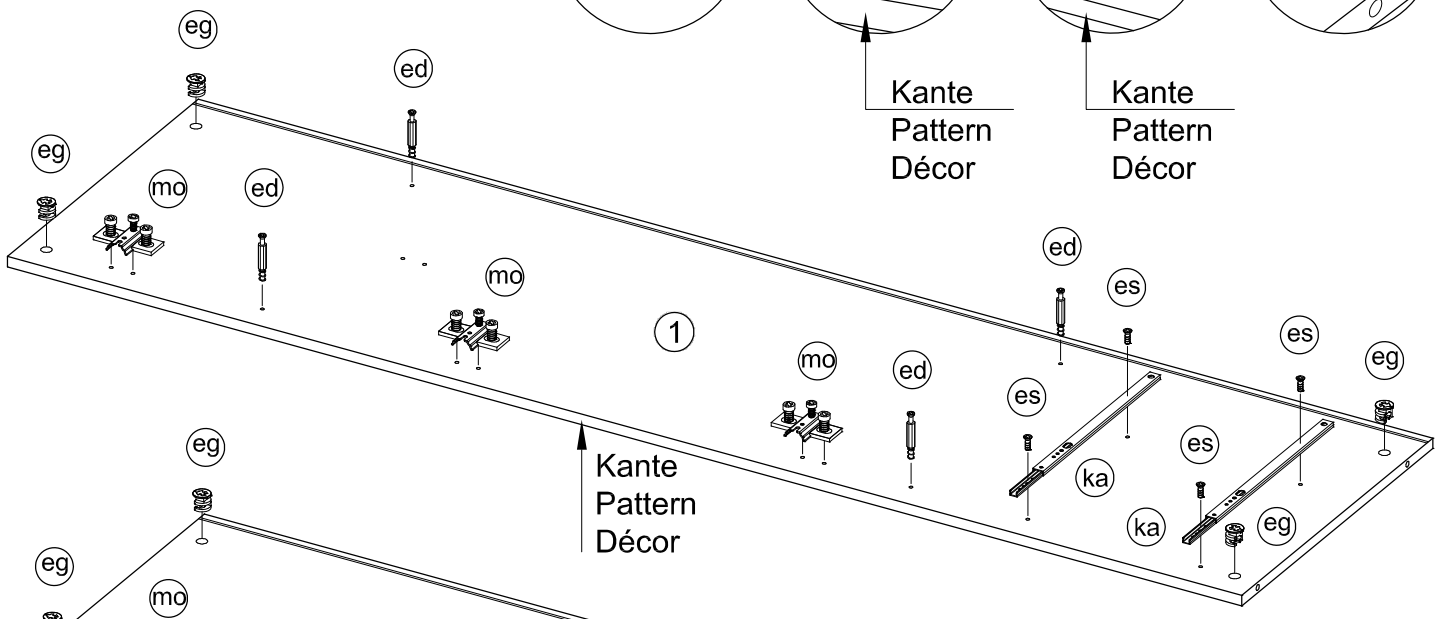 eg
ed
Kante
Pattern
Décor
Kante
Pattern
Décor
eg
mo
ed
ed
mo
es
1
es
mo
ed
eg
es
Kante
Pattern
Décor
es
eg
ka
ka
eg
eg
mo